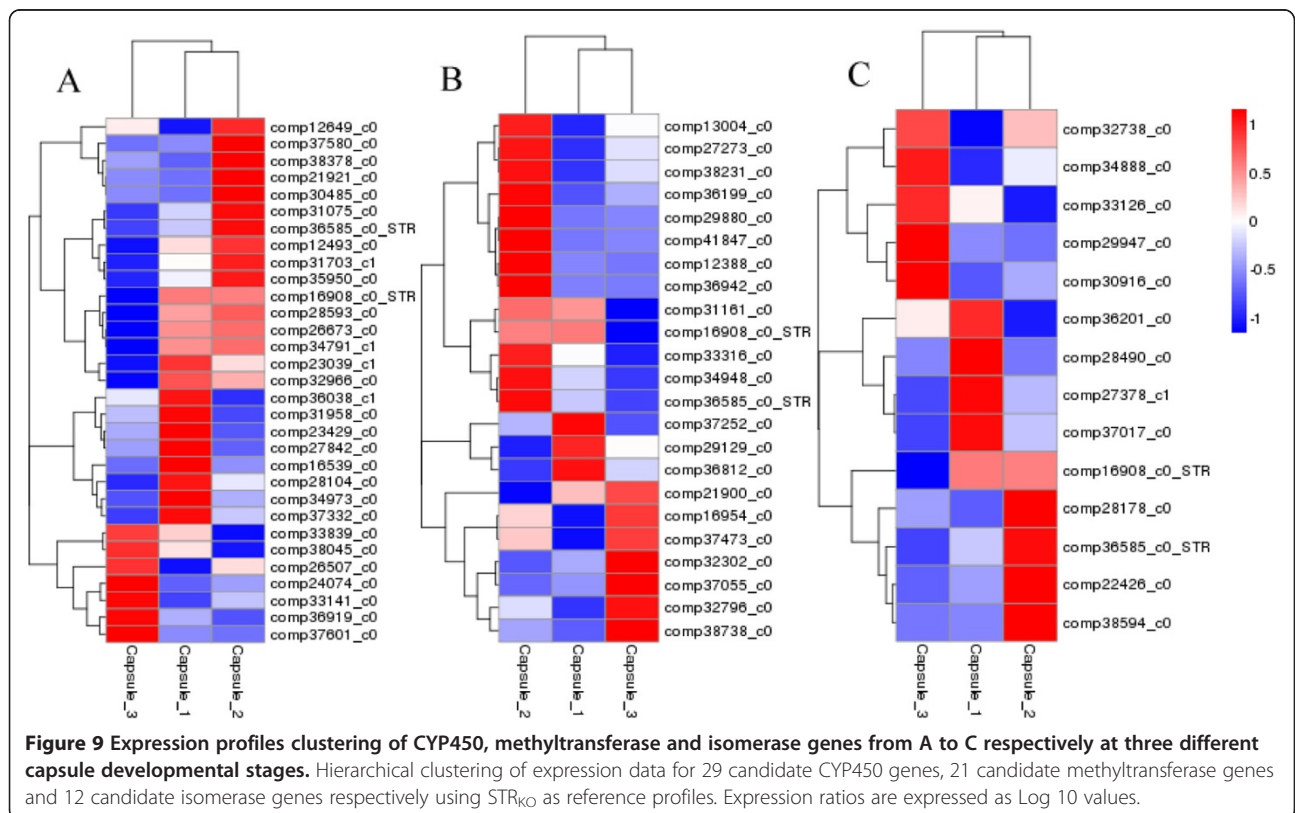 A
comp12649_c0
comp37580_c0
comp38378_c0
comp21921_c0
comp30485_c0
comp31075_c0
comp36585_c0_STR
comp12493_c0
comp31703_c1
comp35950_c0
comp16908_c0_STR
comp28593_c0
comp26673_c0
comp34791_c1
comp23039_c1
comp32966_c0
comp36038_c1
comp31958_c0
comp23429_c0
comp27842_c0
comp16539_c0
comp28104_c0
comp34973_c0
comp37332_c0
comp33839_c0
comp38045_c0
comp26507_c0
comp24074_c0
comp33141_c0
comp36919_c0
comp37601_c0
Capsule_3
Capsule_1
Capsule_2
B
comp13004_c0
comp27273_c0
comp38231_c0
comp36199_c0
comp29880_c0
comp41847_c0
comp12388_c0
comp36942_c0
comp31161_c0
comp16908_c0_STR
comp33316_c0
comp34948_c0
comp36585_c0_STR
comp37252_c0
comp29129_c0
comp36812_c0
comp21900_c0
comp16954_c0
comp37473_c0
comp32302_c0
comp37055_c0
comp32796_c0
comp38738_c0
Capsule_2
Capsule_1
Capsule_3
C
comp32738_c0
comp34888_c0
comp33126_c0
comp29947_c0
comp30916_c0
comp36201_c0
comp28490_c0
comp27378_c1
comp37017_c0
comp16908_c0_STR
comp28178_c0
comp36585_c0_STR
comp22426_c0
comp38594_c0
Capsule_3
Capsule_1
Capsule_2
1
0.5
0
-0.5
-1
Figure 9 Expression profiles clustering of CYP450, methyltransferase and isomerase genes from A to C respectively at three different
capsule developmental stages. Hierarchical clustering of expression data for 29 candidate CYP450 genes, 21 candidate methyltransferase genes
and 12 candidate isomerase genes respectively using STRKO as reference profiles. Expression ratios are expressed as Log 10 values.